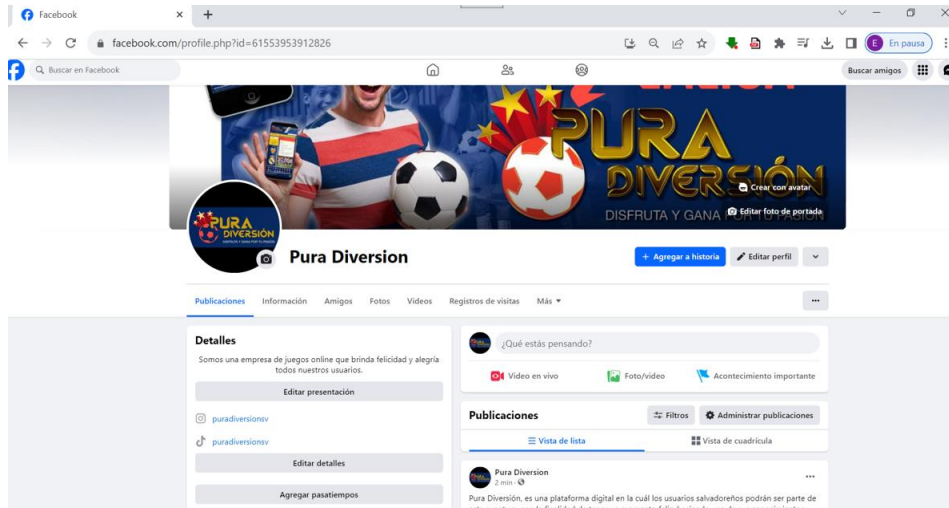 Facebook
facebook.com/profile.php?id=61553953912826
E En pausa
Buscar en Facebook
Buscar amigos
PURA
DIVERSIÓN
DISFRUTA Y GANA
Crear con avatar
Editar foto de portada
PURA
DIVERSIÓN
Pura Diversion
+ Agregar a historia
Editar perfil
Publicaciones Información Amigos Fotos Videos Registros de visitas Más
Detalles
Somos una empresa de juegos online que brinda felicidad y alegría
todos nuestros usuarios.
Editar presentación
puradiversionsv
puradiversionsv
Editar detalles
Agregar pasatiempos
¿Qué estás pensando?
Video en vivo Foto/video Acontecimiento importante
Publicaciones Filtros Administrar publicaciones
Vista de lista Vista de cuadrícula
Pura Diversion
2 min
Pura Diversión, es una plataforma digital en la cuál los usuarios salvadoreños podrán ser parte de